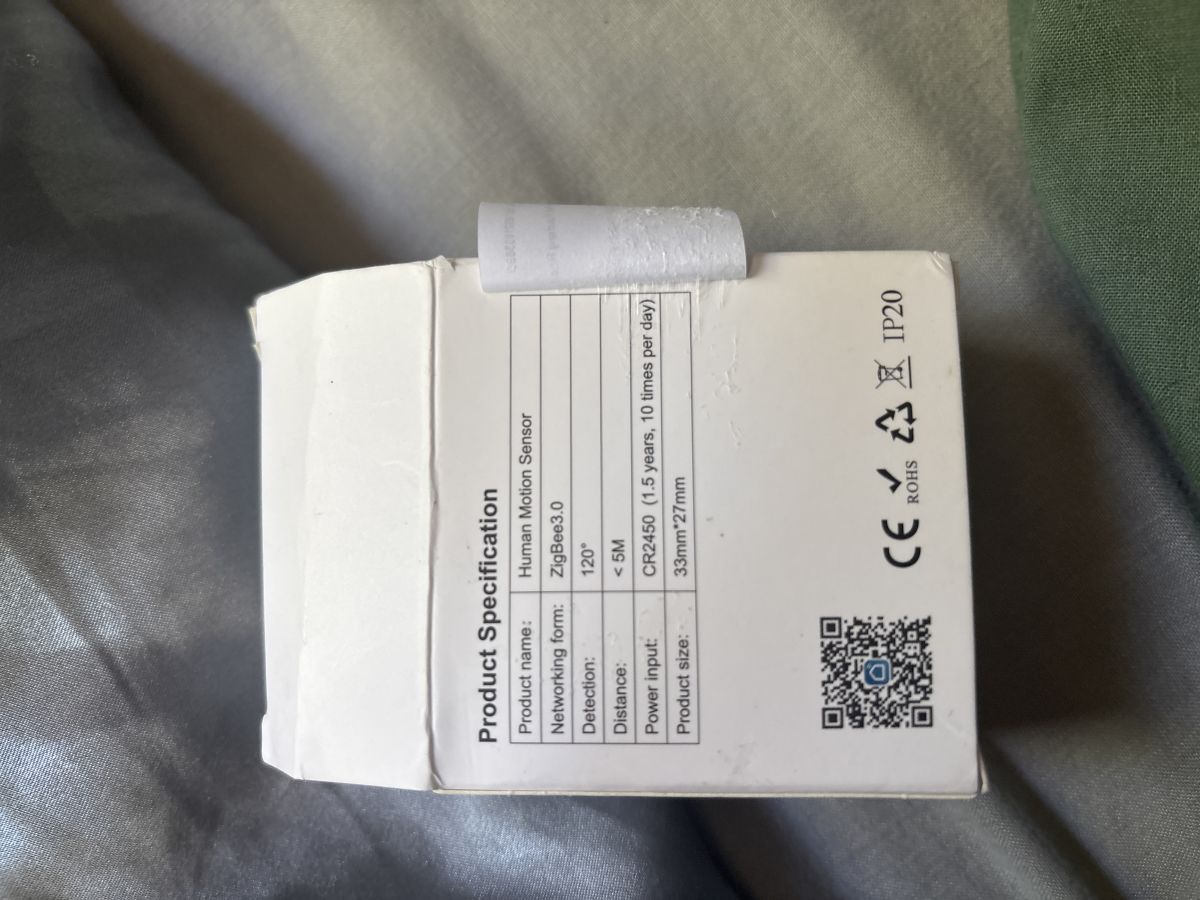 Product Specification
Product name: Human Motion Sensor
Networking form: ZigBee3.0
Detection: 120°
Distance: < 5M
Power input: CR2450 (1.5 years, 10 times per day)
Product size: 33mm*27mm
CE ROHS IP20